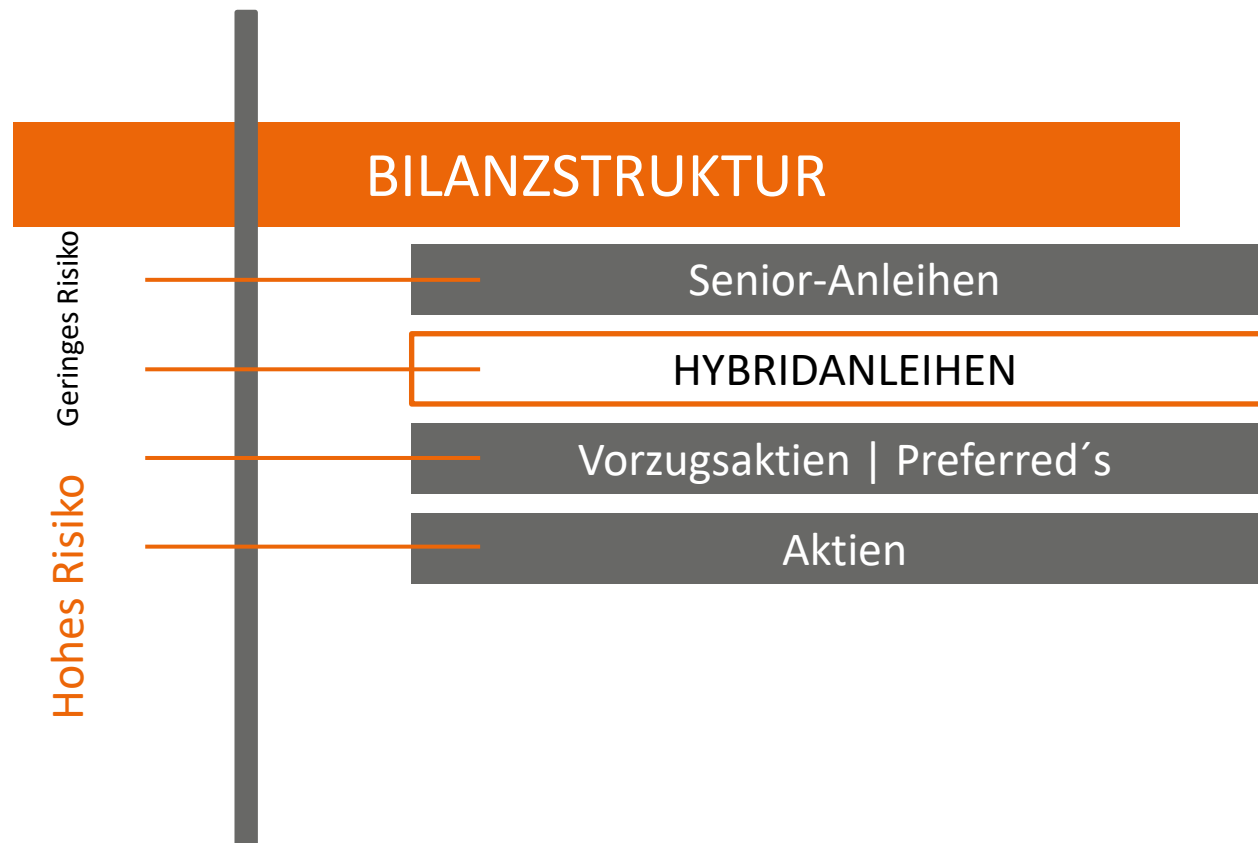 BILANZSTRUKTUR
Geringes Risiko
Hohes Risiko
Senior-Anleihen
HYBRIDANLEIHEN
Vorzugsaktien | Preferred´s
Aktien